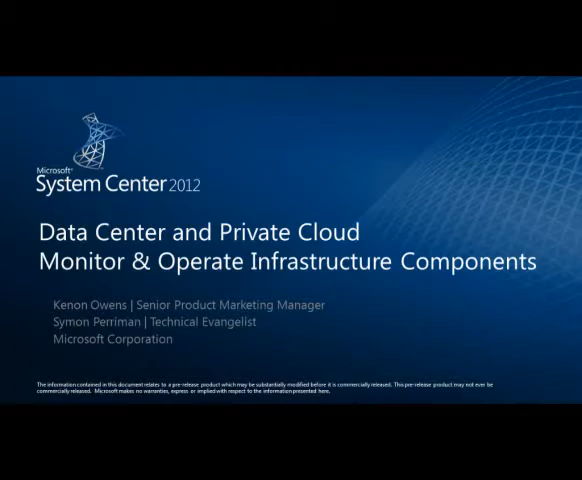 Microsoft®
System Center 2012
Data Center and Private Cloud
Monitor & Operate Infrastructure Components
Kenon Owens | Senior Product Marketing Manager
Symon Perriman | Technical Evangelist
Microsoft Corporation
The information contained in this document relates to a pre-release product which may be substantially modified before it is commercially released. This pre-release product may not ever be
commercially released. Microsoft makes no warranties, express or implied with respect to the information presented here.